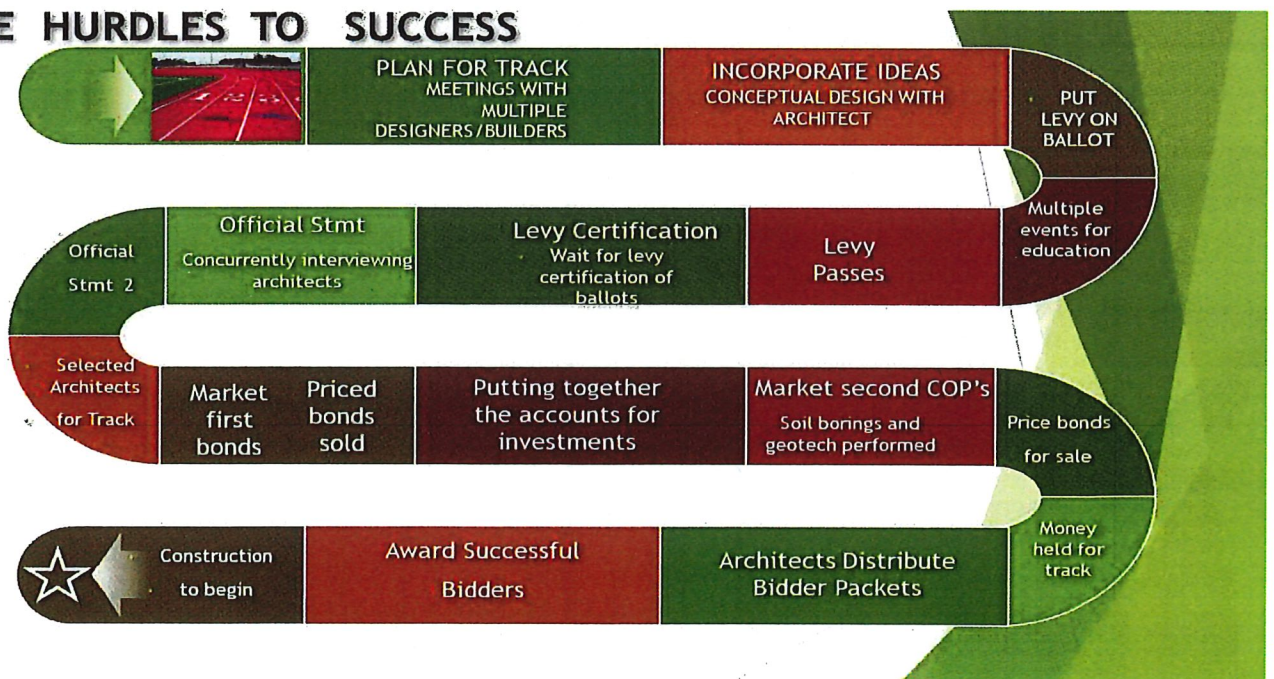 E HURDLES TO SUCCESS
PLAN FOR TRACK
MEETINGS WITH
MULTIPLE
DESIGNERS/BUILDERS
INCORPORATE IDEAS
CONCEPTUAL DESIGN WITH
ARCHITECT
PUT
LEVY ON
BALLOT
Multiple
events for
education
Levy
Passes
Levy Certification
Wait for levy
certification of
ballots
Official Stmt
Concurrently interviewing
architects
Official
Stmt 2
Selected
Architects
for Track
Market
first
bonds
Priced
bonds
sold
Putting together
the accounts for
investments
Market second COP's
Soil borings and
geotech performed
Price bonds
for sale
Money
held for
track
Architects Distribute
Bidder Packets
Award Successful
Bidders
Construction
to begin